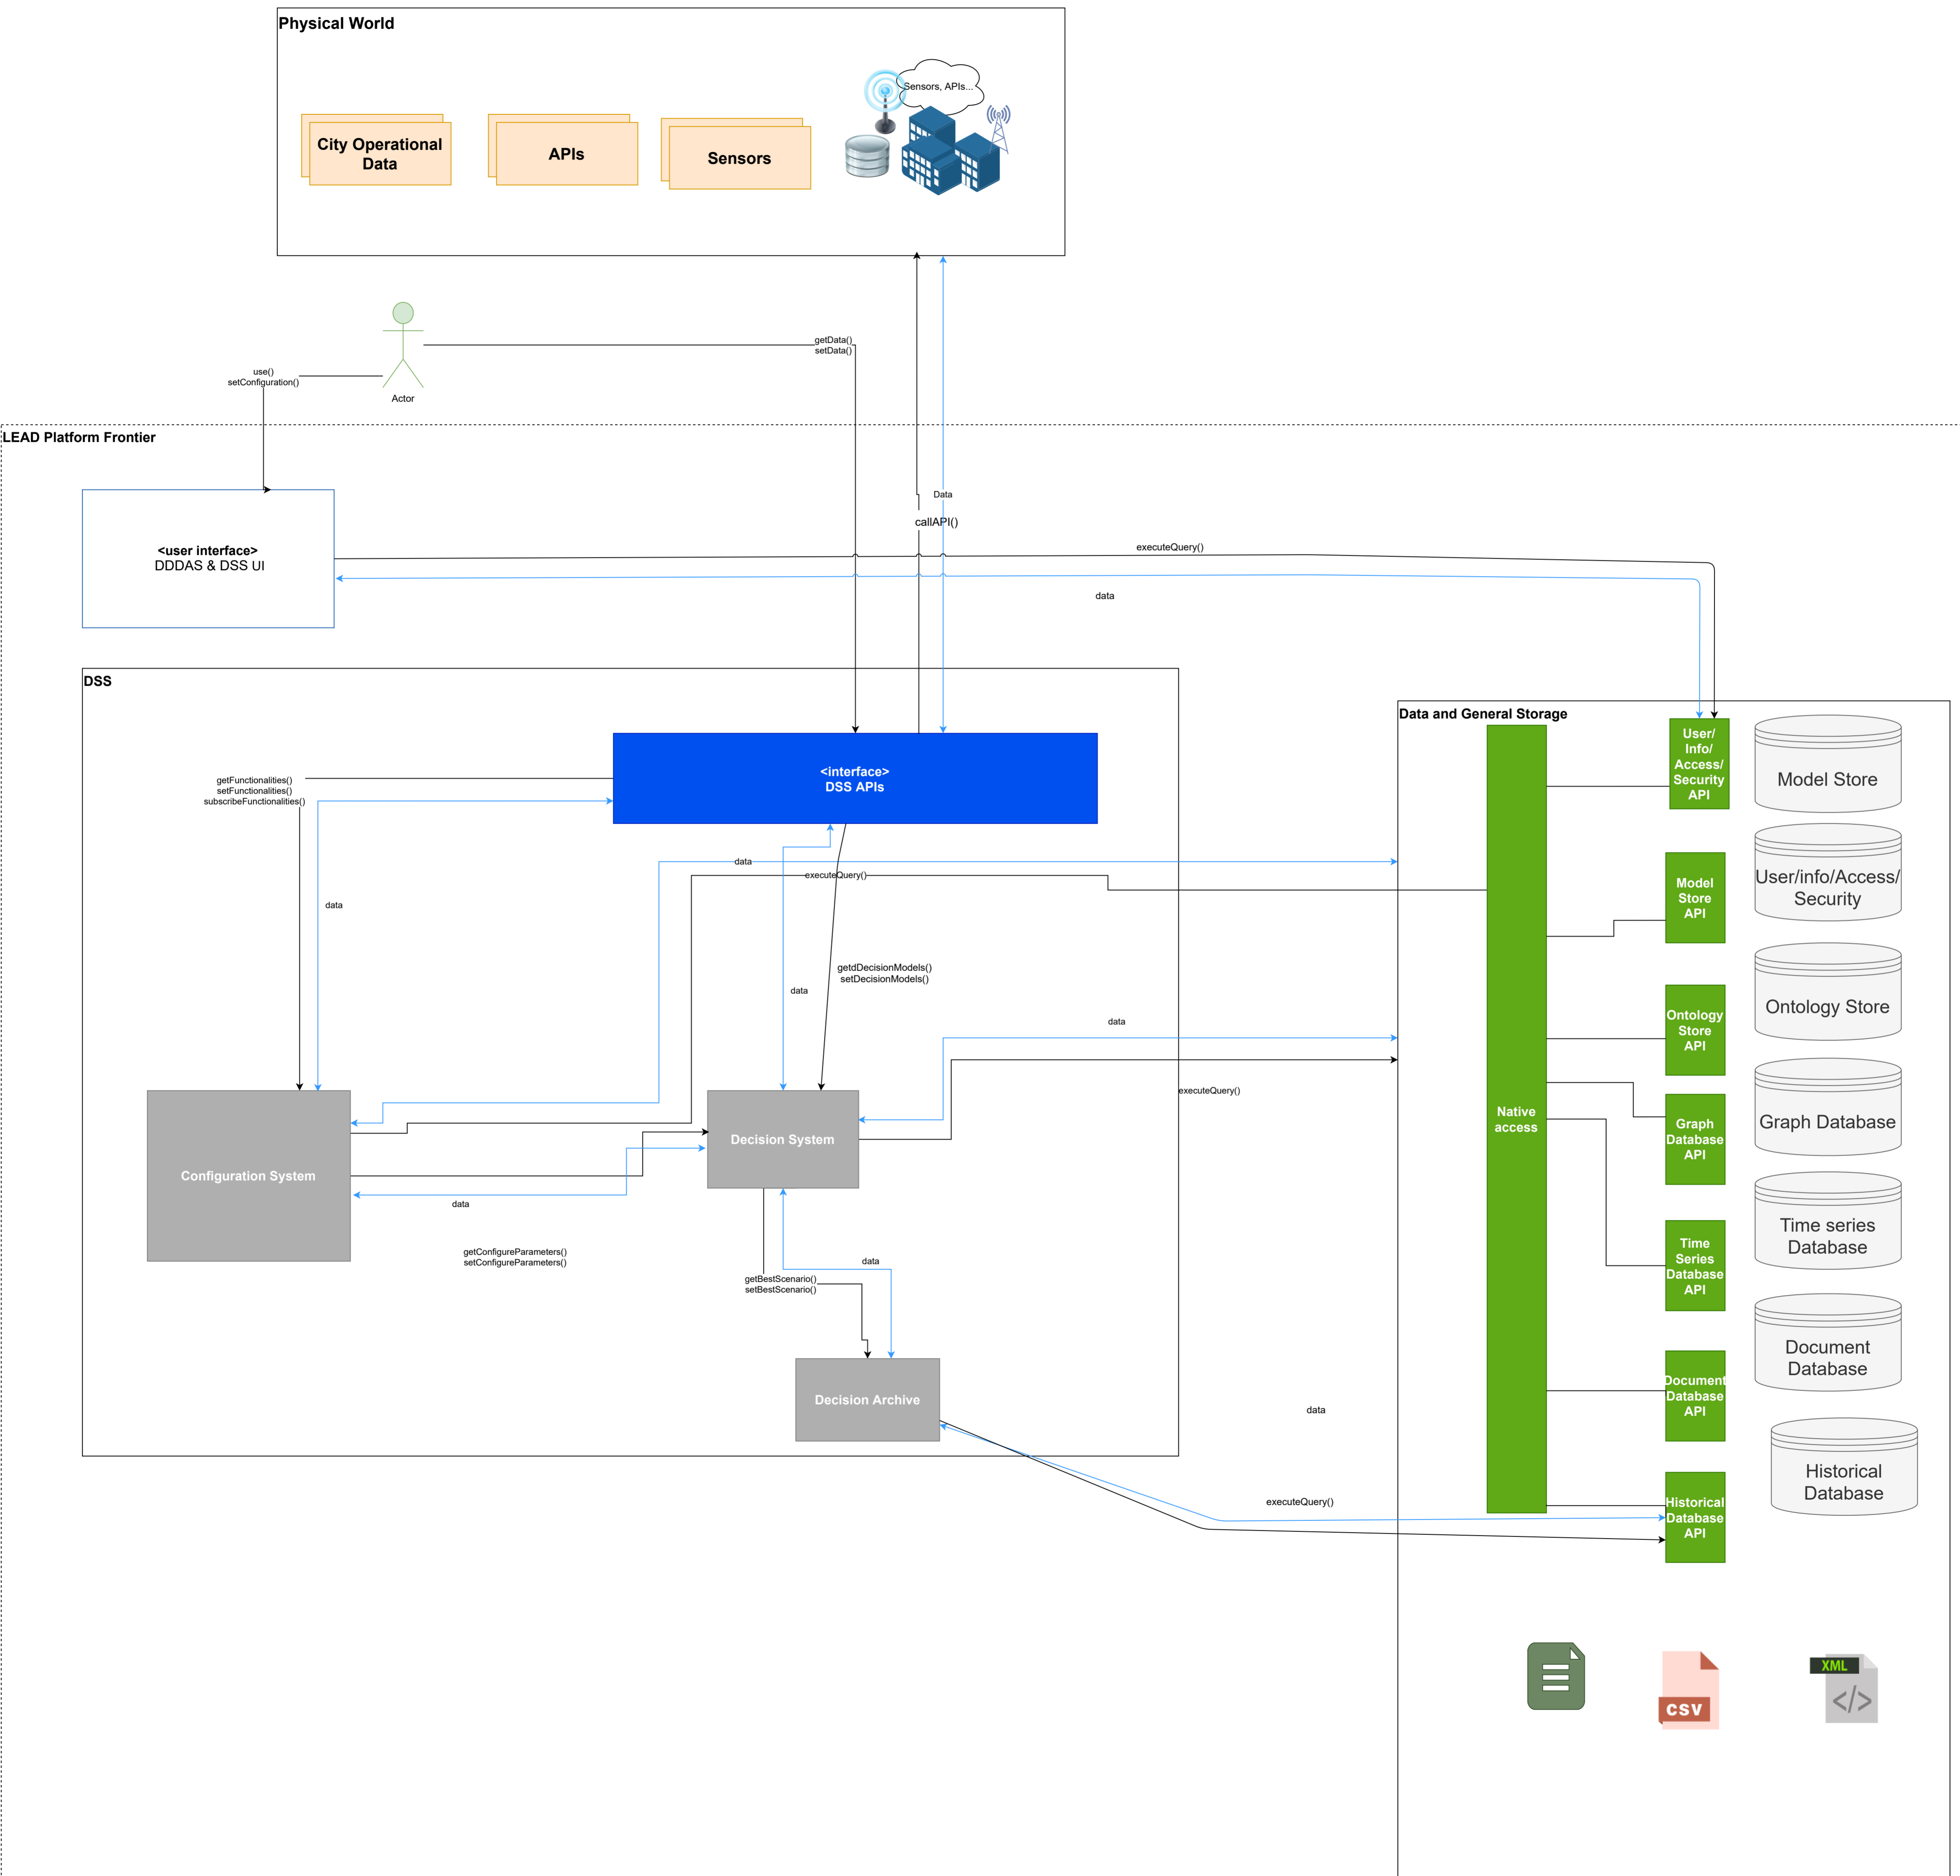 Physical World
Sensors, APIs...
City Operational
Data
APIs
Sensors
getData()
setData()
use()
setConfiguration()
Actor
LEAD Platform Frontier
Data
callAPI()
<user interface>
DDDAS & DSS UI
executeQuery()
data
DSS
<interface>
DSS APIs
getFunctionalities()
setFunctionalities()
subscribeFunctionalities()
data
data
executeQuery()
getdDecisionModels()
setDecisionModels()
data
data
executeQuery()
Configuration System
Decision System
data
getConfigureParameters()
setConfigureParameters()
data
getBestScenario()
setBestScenario()
Decision Archive
data
executeQuery()
Data and General Storage
Native
access
User/
Info/
Access/
Security
API
Model Store
Model
Store
API
User/info/Access/
Security
Ontology
Store
API
Ontology Store
Graph
Database
API
Graph Database
Time
Series
Database
API
Time series
Database
Document
Database
API
Document
Database
Historical
Database
API
Historical
Database
CSV
XML
</>